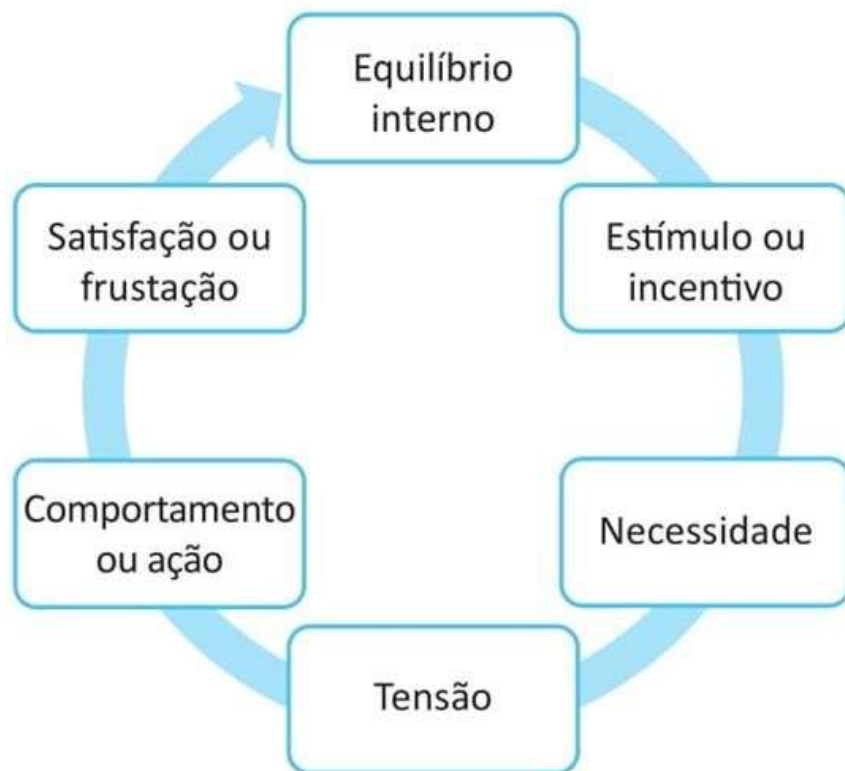 Equilíbrio
interno
Estímulo ou
incentivo
Necessidade
Tensão
Comportamento
ou ação
Satisfação ou
frustação